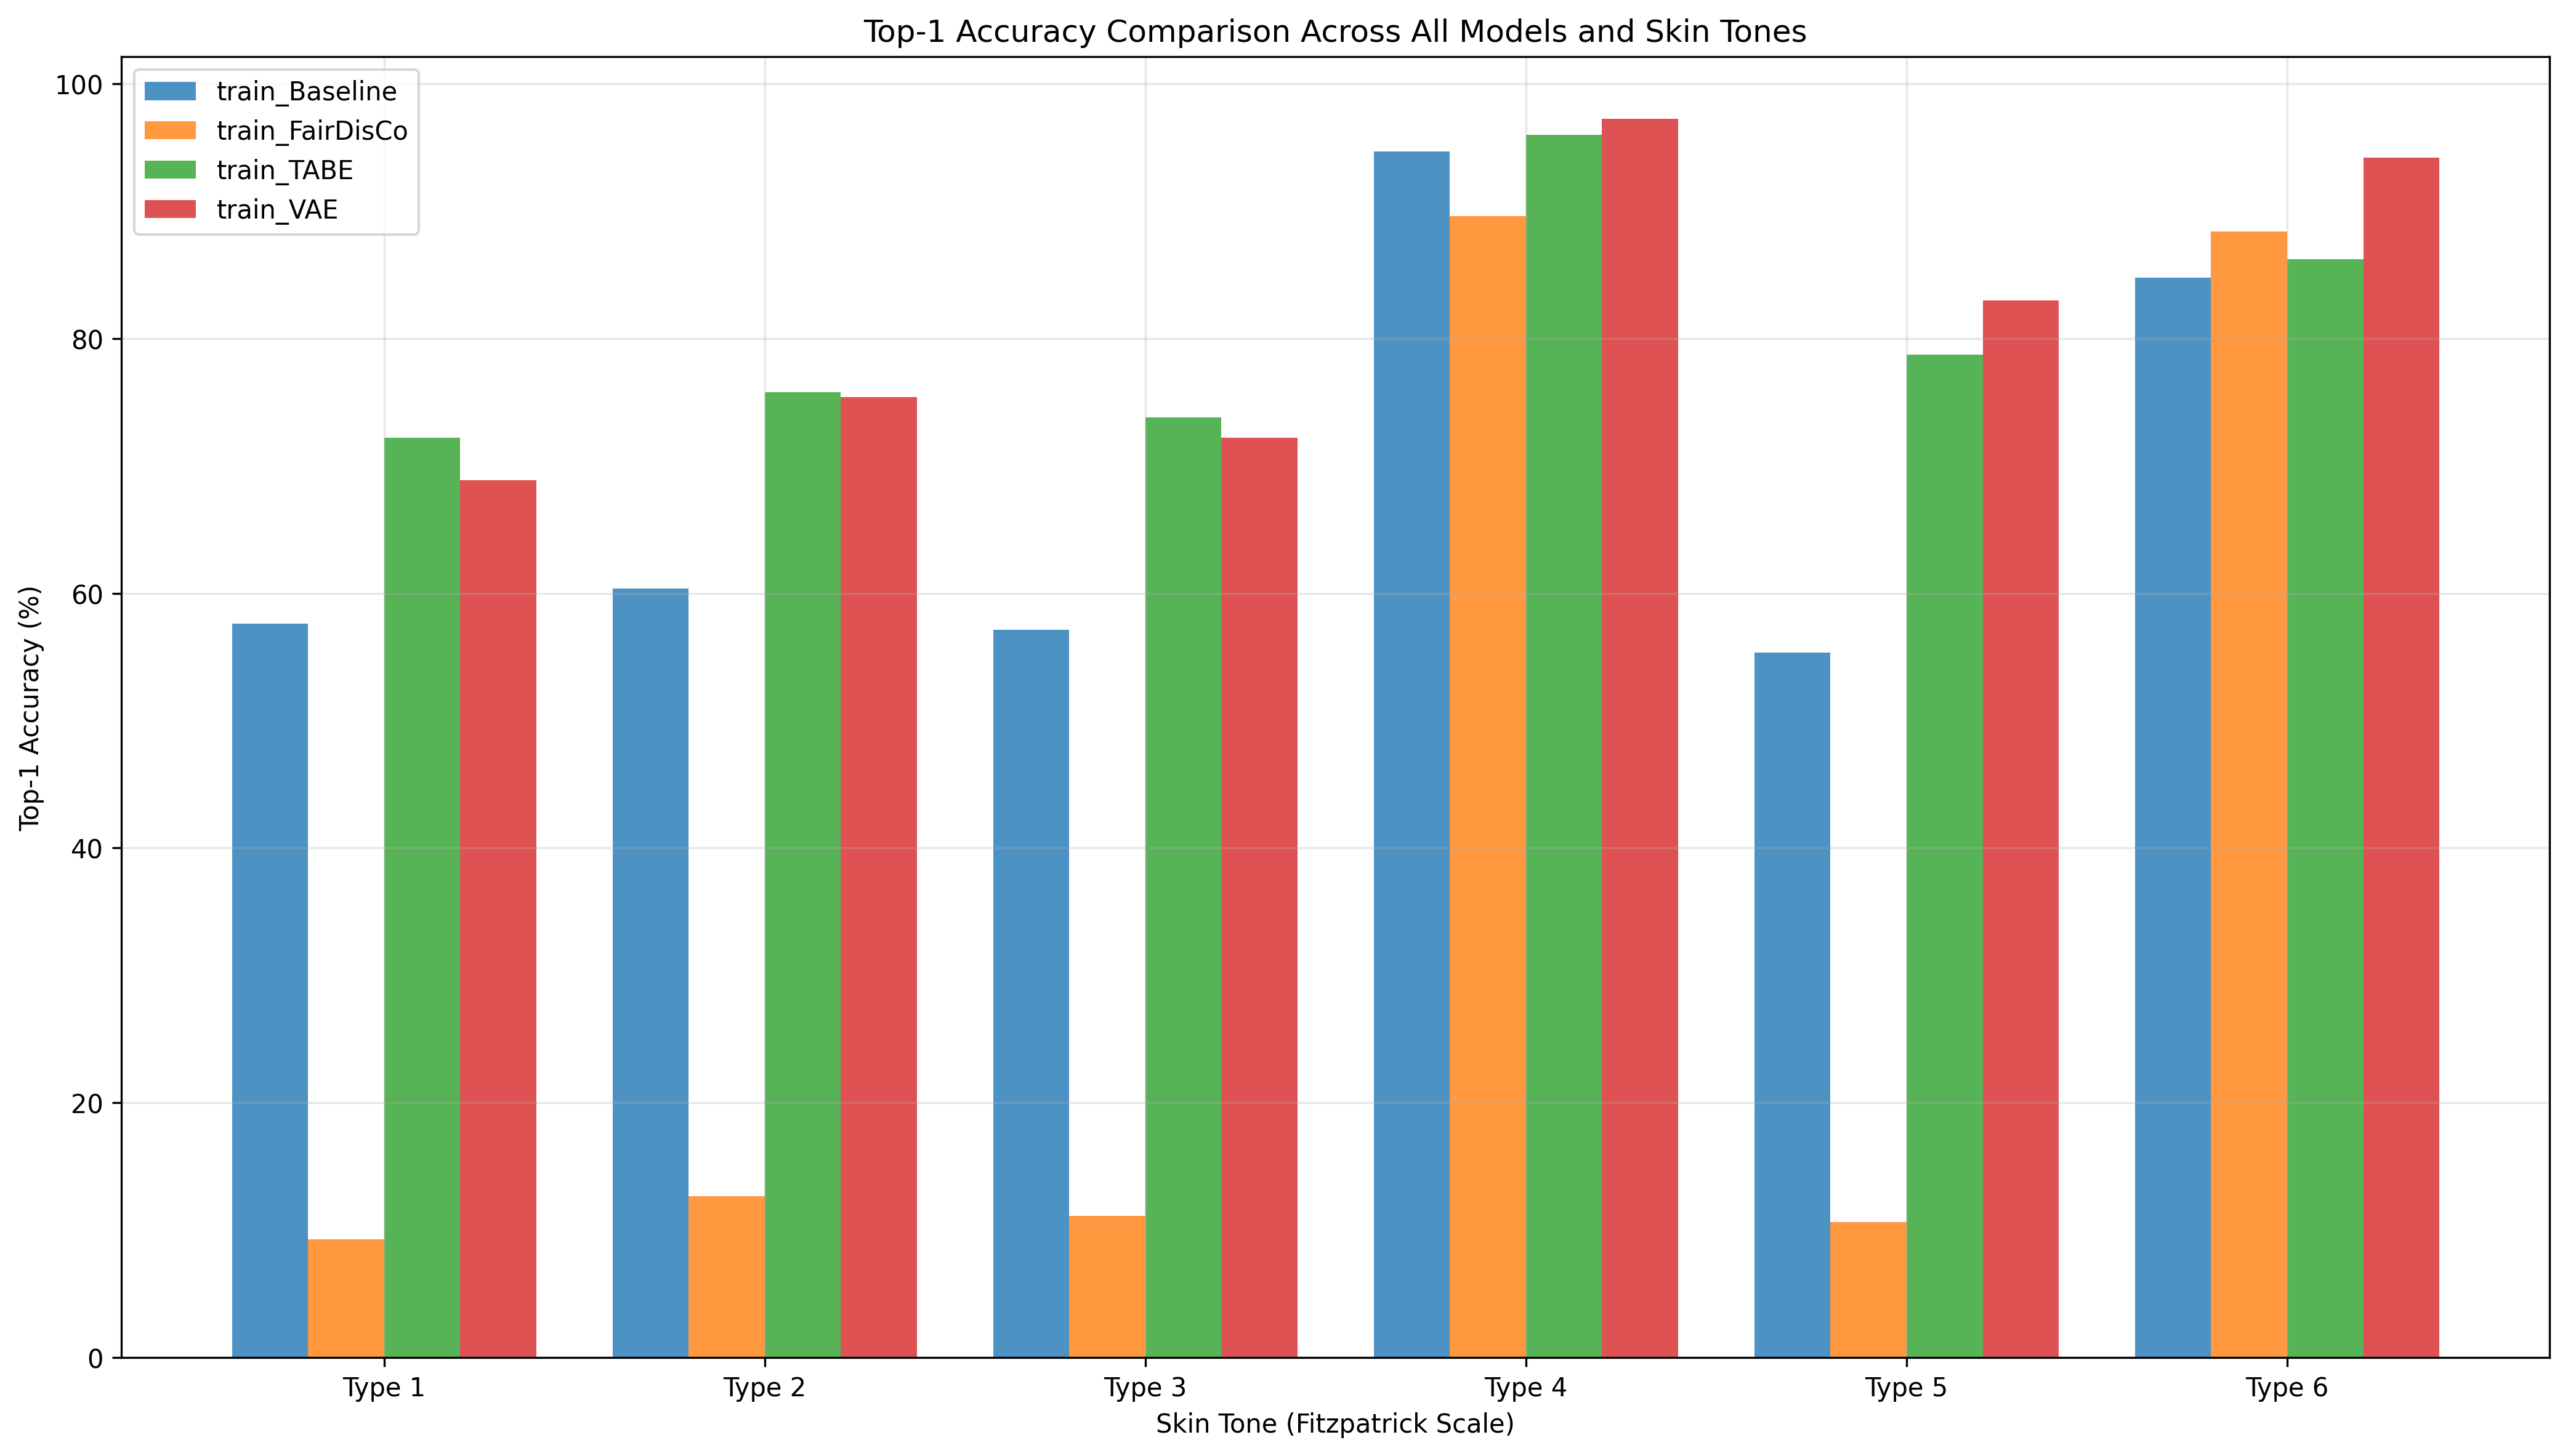 Top-1 Accuracy Comparison Across All Models and Skin Tones
train_Baseline
train_FairDisCo
train_TABE
train_VAE
Top-1 Accuracy (%)
100
80
60
40
20
0
Type 1
Type 2
Type 3
Type 4
Type 5
Type 6
Skin Tone (Fitzpatrick Scale)